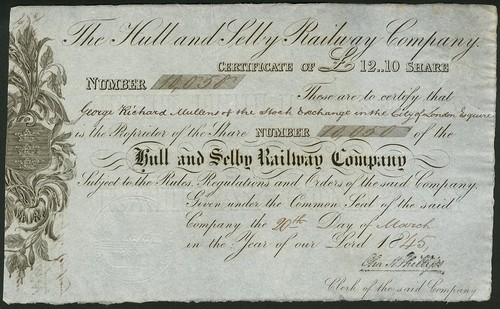 The Hull and Selby Railway Company.
CERTIFICATE OF £12..10 SHARE
NUMBER 10,050
These are to certify that
George Richard Mullens of the Stock Exchange in the City of London Esquire
is the Proprietor of the Share NUMBER 10,050 of the
Hull and Selby Railway Company
Subject to the Rules, Regulations and Orders of the said Company.
Given under the Common Seal of the said
Company the 20th Day of March
in the Year of our Lord 1845.
Phillips
Clerk of the said Company